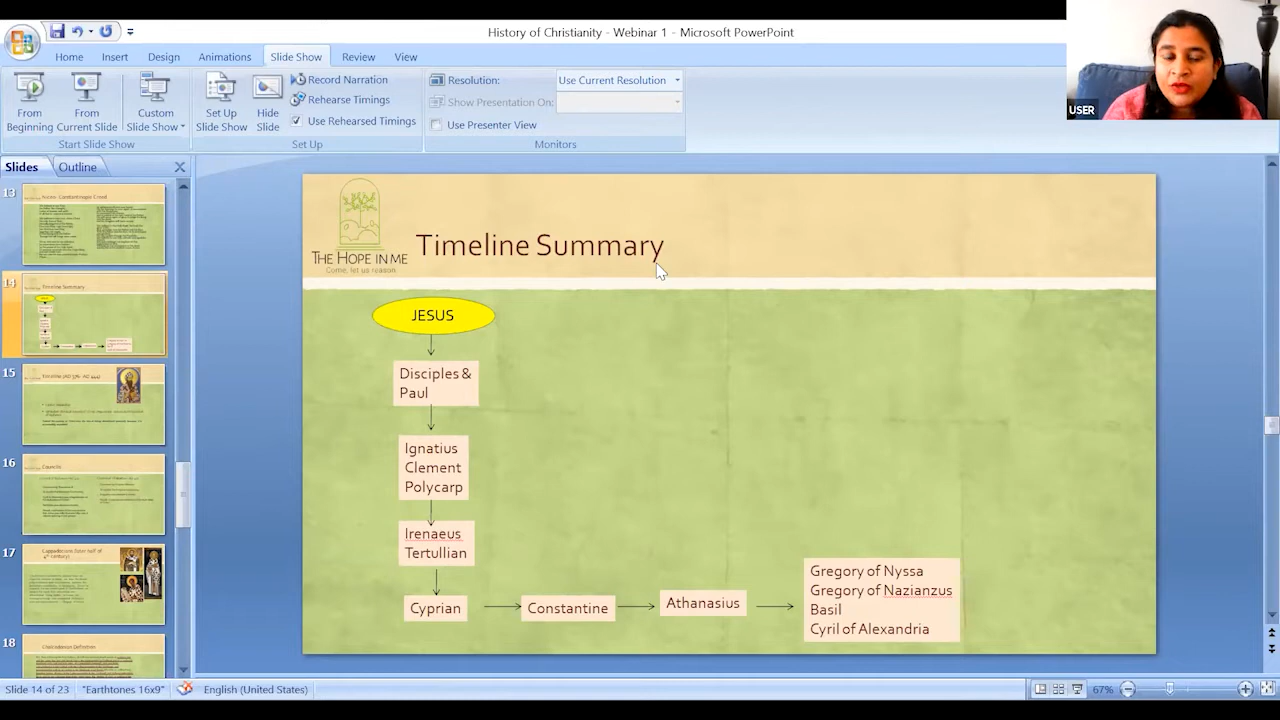 History of Christianity - Webinar 1 - Microsoft PowerPoint
USER
Home Insert Design Animations Slide Show Review View
From Beginning
From Current Slide
Custom Slide Show
Start Slide Show
Set Up Slide Show
Hide Slide
Record Narration
Rehearse Timings
Use Rehearsed Timings
Set Up
Resolution: Use Current Resolution
Show Presentation On:
Use Presenter View
Monitors
Slides Outline
13
14
Timeline Summary
15
16
Councils
17
18
Chalcedonian Definition
THE HOPE IN ME
Come, let us reason
Timeline Summary
JESUS
Disciples &
Paul
Ignatius
Clement
Polycarp
Irenaeus
Tertullian
Cyprian
Constantine
Athanasius
Gregory of Nyssa
Gregory of Nazianzus
Basil
Cyril of Alexandria
Slide 14 of 23 "Earthtones 16x9" English (United States) 67%